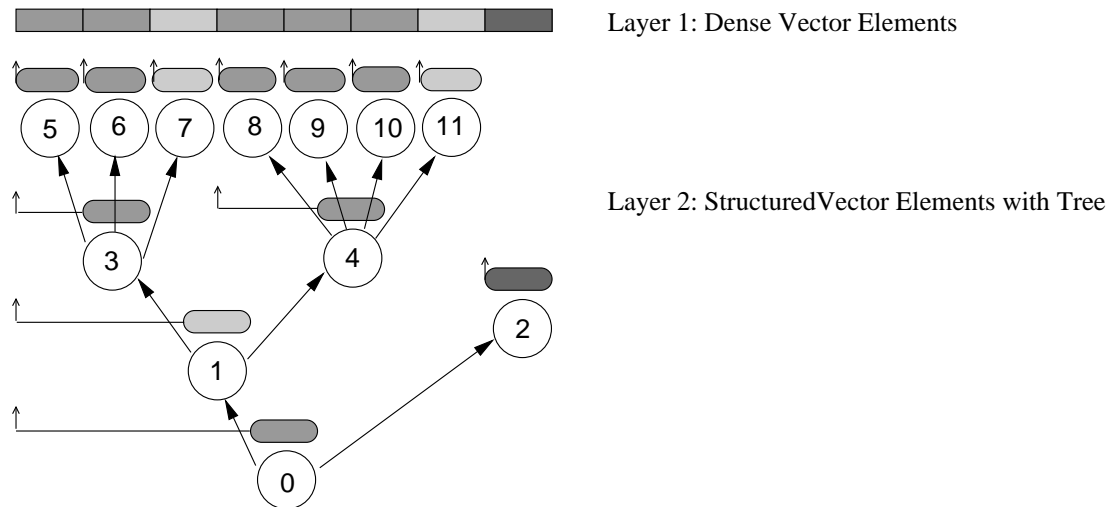 Layer 1: Dense Vector Elements
5 6 7 8 9 10 11
Layer 2: StructuredVector Elements with Tree
3 4
2
1
0